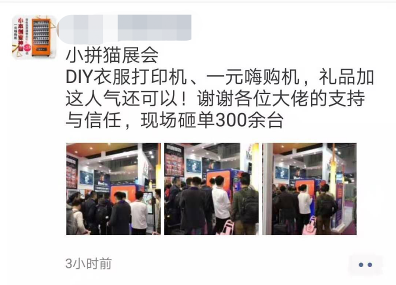 小拼猫展会
DIY衣服打印机、一元嗨购机，礼品加
这人气还可以！谢谢各位大佬的支持
与信任，现场砸单300余台
3小时前